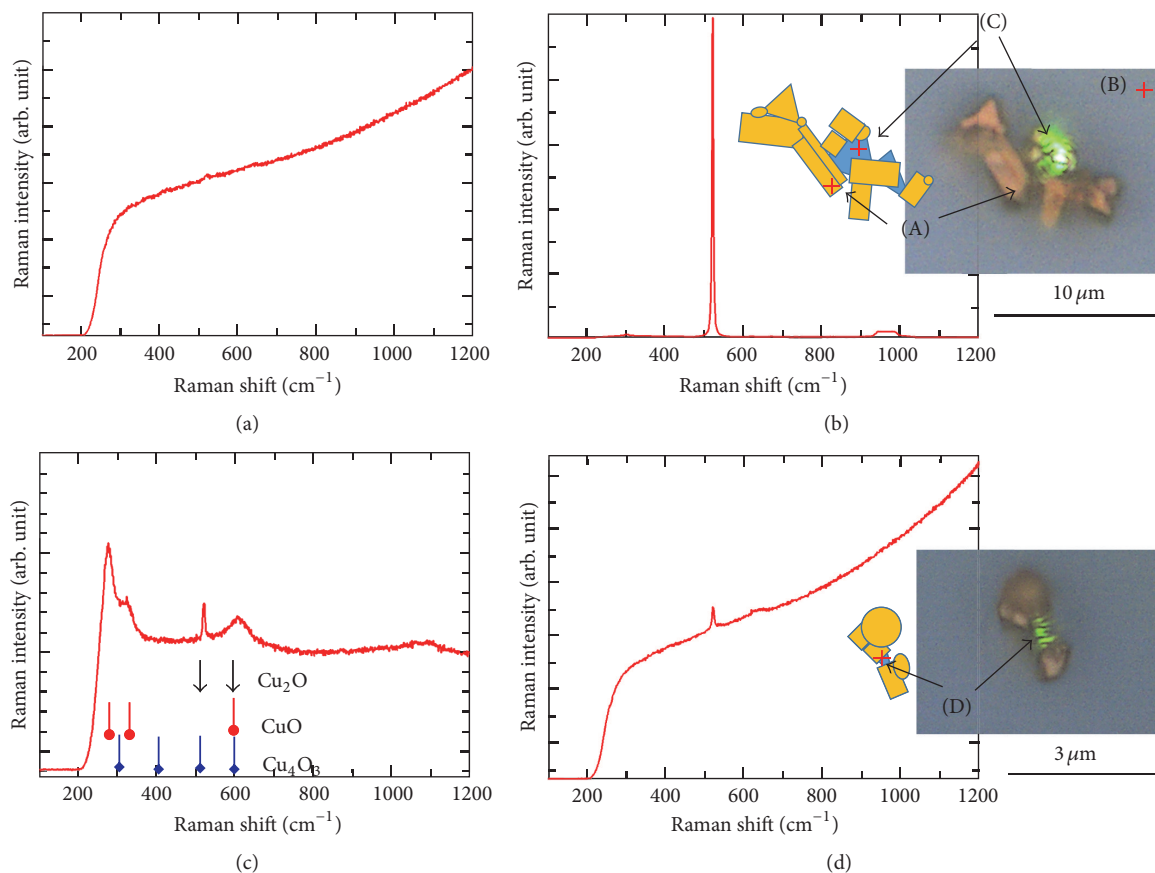 Raman intensity (arb. unit)
200 400 600 800 1000 1200
Raman shift (cm−1)
(a)
Raman intensity (arb. unit)
200 400 600 800 1000 1200
Raman shift (cm−1)
(b)
(C)
(B)
(A)
10 μm
Raman intensity (arb. unit)
Cu2O
CuO
Cu4O3
200 400 600 800 1000 1200
Raman shift (cm−1)
(c)
Raman intensity (arb. unit)
200 400 600 800 1000 1200
Raman shift (cm−1)
(d)
(D)
3 μm